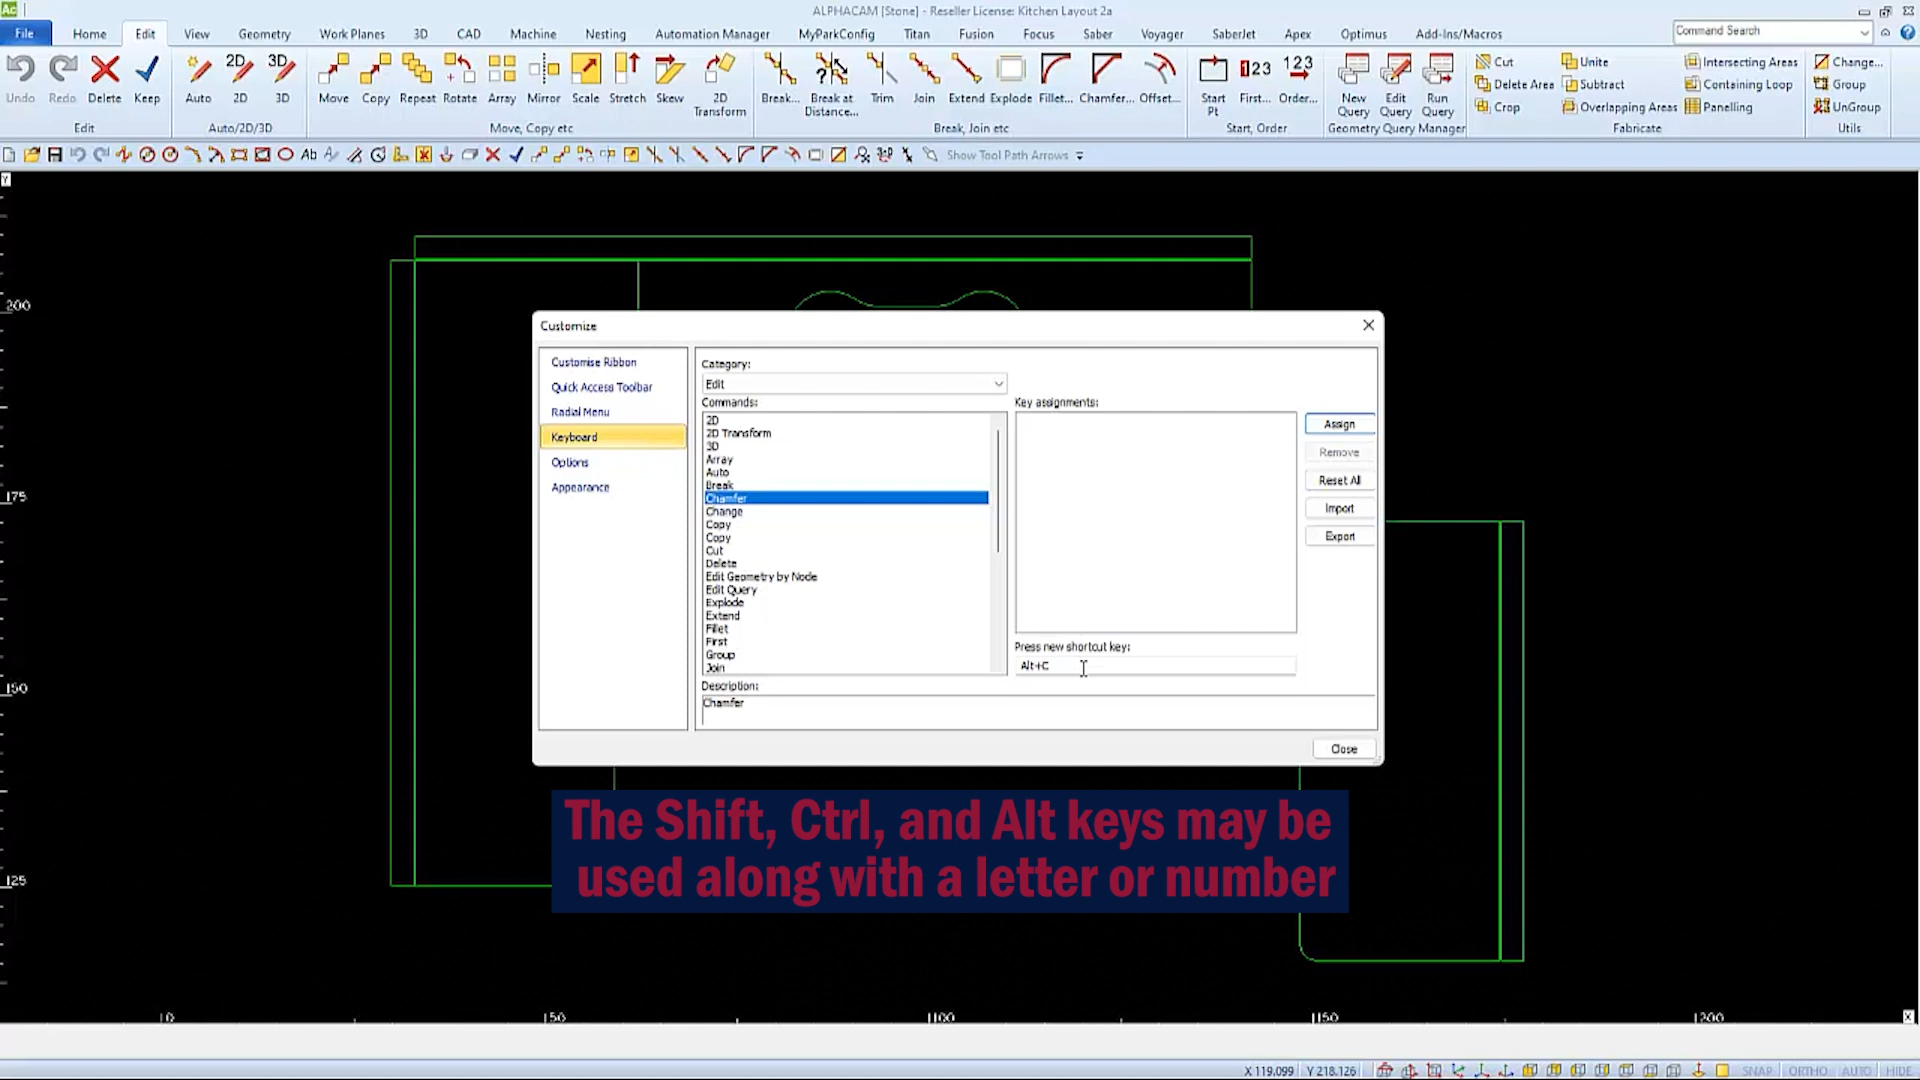 ALPHACAM [Stone] - Reseller License: Kitchen Layout 2a
File Home Edit View Geometry Work Planes 3D CAD Machine Nesting Automation Manager MyParkConfig Titan Fusion Focus Saber Voyager SaberJet Apex Optimus Add-Ins/Macros Command Search
Undo Redo Delete Keep
Edit
Auto 2D 3D
Auto/2D/3D
Move Copy Repeat Rotate Array Mirror Scale Stretch Skew 2D Transform
Move, Copy etc
Break... Break at Distance... Trim Join Extend Explode Fillet... Chamfer... Offset...
Break, Join etc
Start Pt First... Order...
Start, Order
New Query Edit Query Run Query
Geometry Query Manager
Cut Unite Intersecting Areas
Delete Area Subtract Containing Loop
Crop Overlapping Areas Panelling
Fabricate
Change...
Group
UnGroup
Utils
Show Tool Path Arrows
Y
200
175
150
125
Customize
Customise Ribbon
Quick Access Toolbar
Radial Menu
Keyboard
Options
Appearance
Category:
Edit
Commands:
2D
2D Transform
3D
Array
Auto
Break
Chamfer
Change
Copy
Copy
Cut
Delete
Edit Geometry by Node
Edit Query
Explode
Extend
Fillet
First
Group
Join
Key assignments:
Assign
Remove
Reset All
Import
Export
Press new shortcut key:
Alt+C
Description:
Chamfer
Close
The Shift, Ctrl, and Alt keys may be
used along with a letter or number
0 50 100 150 200 X
X 119.099 Y 218.126 SNAP ORTHO AUTO HIDE